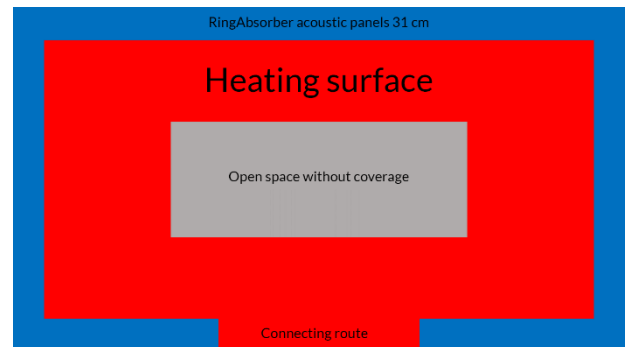 RingAbsorber acoustic panels 31 cm
Heating surface
Open space without coverage
Connecting route